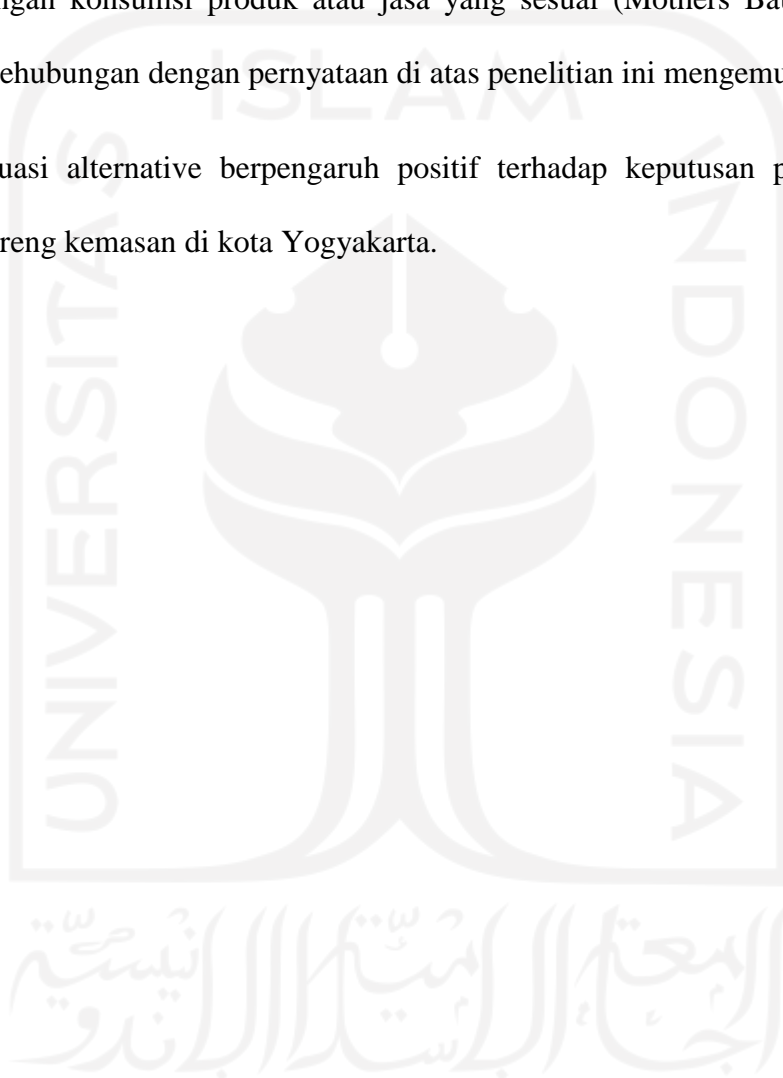 ngan konsumsi produk atau jasa yang sesuai (Mothers Bau
ehubungan dengan pernyataan di atas penelitian ini mengemu
uasi alternative berpengaruh positif terhadap keputusan p
reng kemasan di kota Yogyakarta.
ISLAM
UNIVERSITAS
INDONESIA